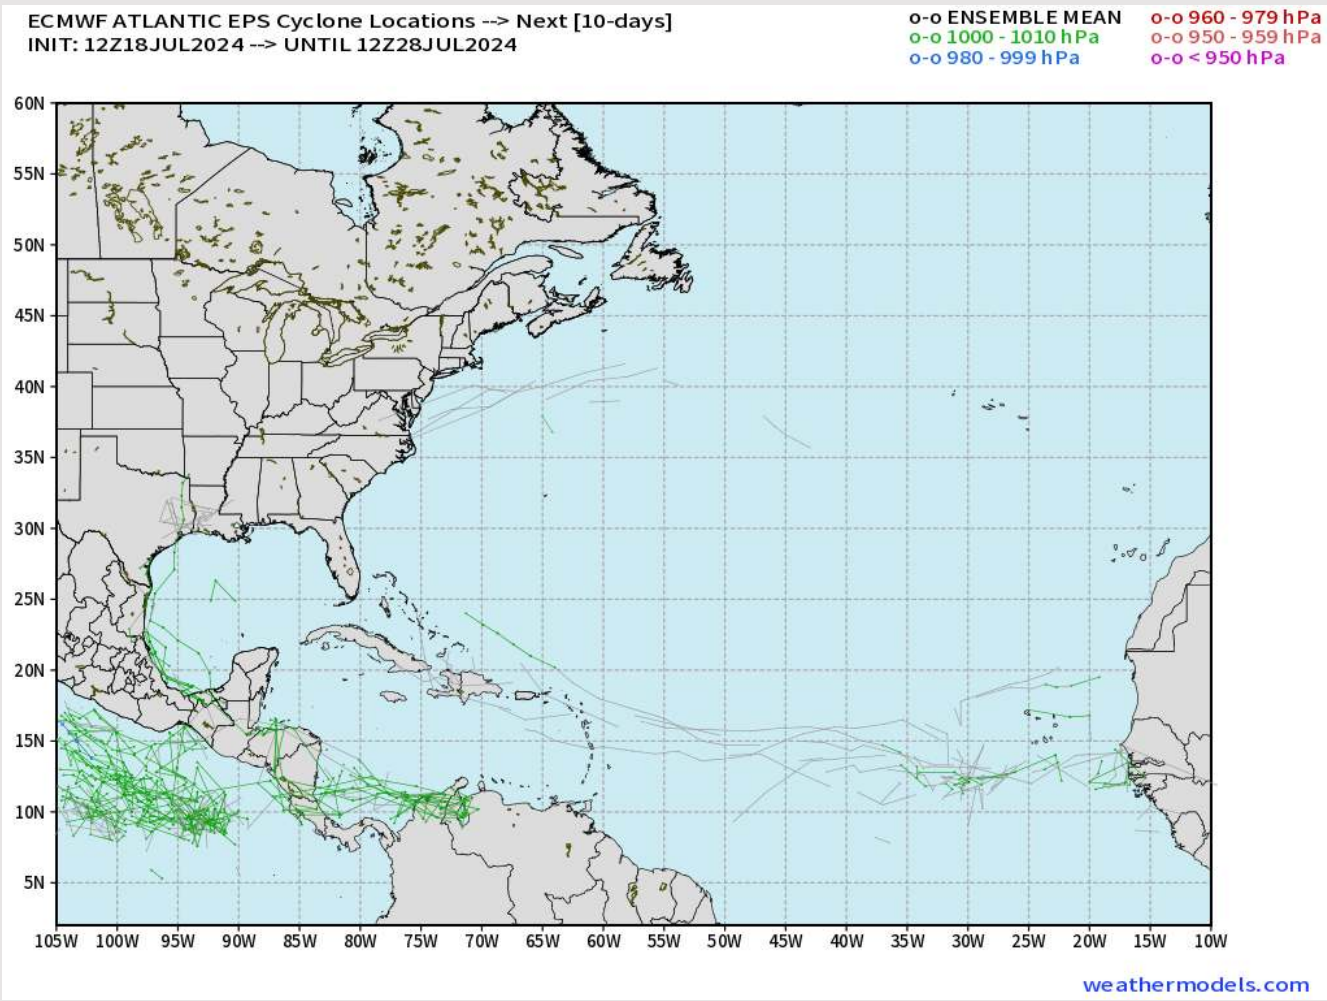 ECMWF ATLANTIC EPS Cyclone Locations --> Next [10-days]
INIT: 12Z18JUL2024 --> UNTIL 12Z28JUL2024
o-o ENSEMBLE MEAN
o-o 1000 - 1010 hPa
o-o 980 - 999 hPa
o-o 960 - 979 hPa
o-o 950 - 959 hPa
o-o < 950 hPa
60N
55N
50N
45N
40N
35N
30N
25N
20N
15N
10N
5N
105W 100W 95W 90W 85W 80W 75W 70W 65W 60W 55W 50W 45W 40W 35W 30W 25W 20W 15W 10W
weathermodels.com